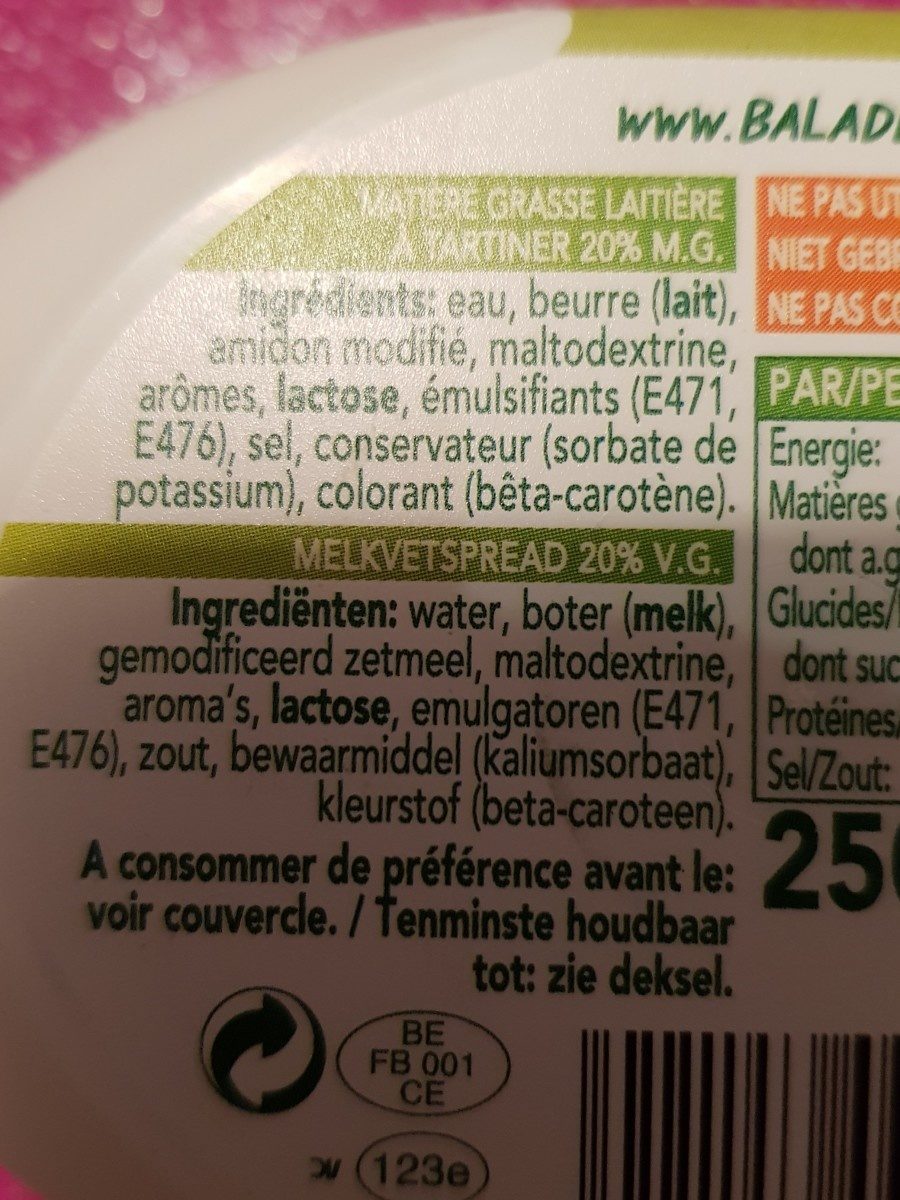 www.BALAD
MATIÈRE GRASSE LAITIÈRE
À TARTINER 20% M.G.
Ingrédients: eau, beurre (lait),
amidon modifié, maltodextrine,
arômes, lactose, émulsifiants (E471,
E476), sel, conservateur (sorbate de
potassium), colorant (bêta-carotène).
MELKVETSPREAD 20% V.G.
Ingrediënten: water, boter (melk),
gemodificeerd zetmeel, maltodextrine,
aroma's, lactose, emulgatoren (E471,
E476), zout, bewaarmiddel (kaliumsorbaat),
kleurstof (beta-caroteen).
A consommer de préférence avant le:
voir couvercle. / Tenminste houdbaar
tot: zie deksel.
BE
FB 001
CE
123e
NE PAS UT
NIET GEB
NE PAS CO
PAR/PE
Energie:
Matières
dont a.g
Glucides/
dont suc
Protéines/
Sel/Zout:
25